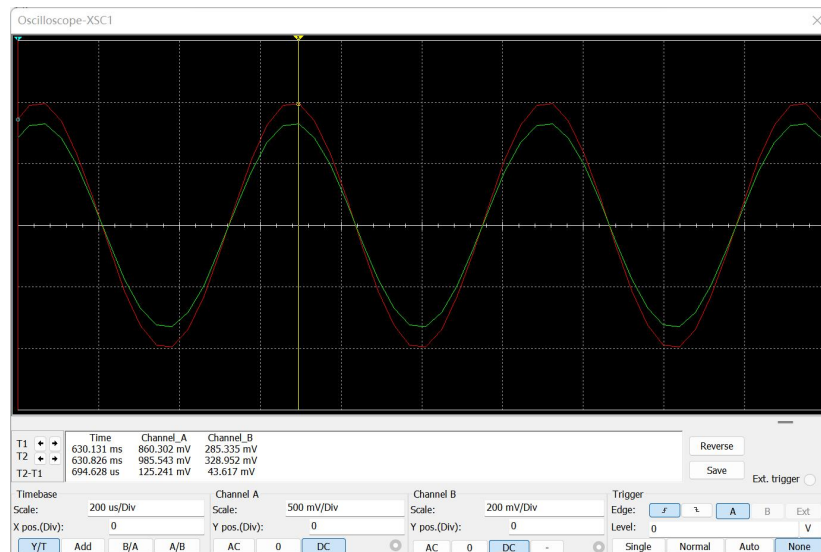 Oscilloscope-XSC1
Time Channel_A Channel_B
T1 630.131 ms 860.302 mV 285.335 mV
T2 630.826 ms 985.543 mV 328.952 mV
T2-T1 694.628 us 125.241 mV 43.617 mV
Reverse
Save
Ext. trigger
Timebase Channel A Channel B Trigger
Scale: 200 us/Div Scale: 500 mV/Div Scale: 200 mV/Div Edge: A B Ext
X pos.(Div): 0 Y pos.(Div): 0 Y pos.(Div): 0 Level: 0 V
Y/T Add B/A A/B AC 0 DC AC 0 DC - Single Normal Auto None